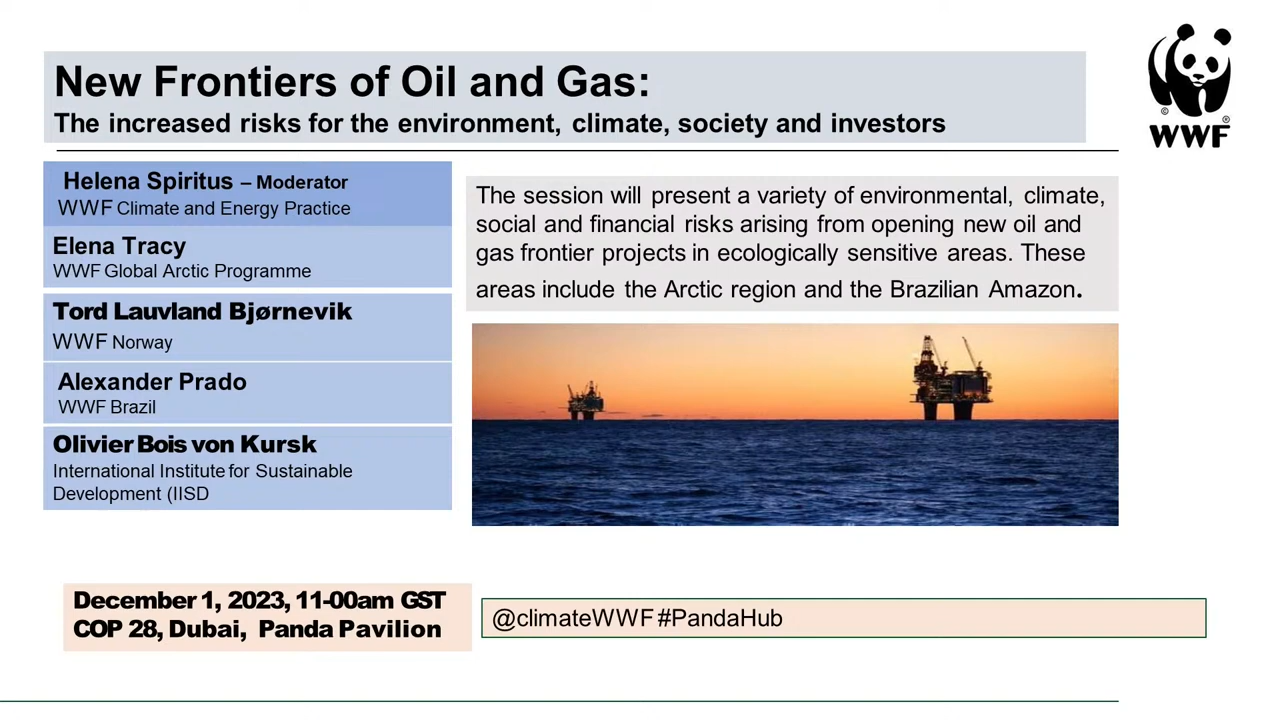 New Frontiers of Oil and Gas:
The increased risks for the environment, climate, society and investors
©
®
WWF
Helena Spiritus – Moderator
WWF Climate and Energy Practice
Elena Tracy
WWF Global Arctic Programme
Tord Lauvland Bjørnevik
WWF Norway
Alexander Prado
WWF Brazil
Olivier Bois von Kursk
International Institute for Sustainable
Development (IISD
The session will present a variety of environmental, climate,
social and financial risks arising from opening new oil and
gas frontier projects in ecologically sensitive areas. These
areas include the Arctic region and the Brazilian Amazon.
December 1, 2023, 11-00am GST
COP 28, Dubai, Panda Pavilion
@climateWWF #PandaHub